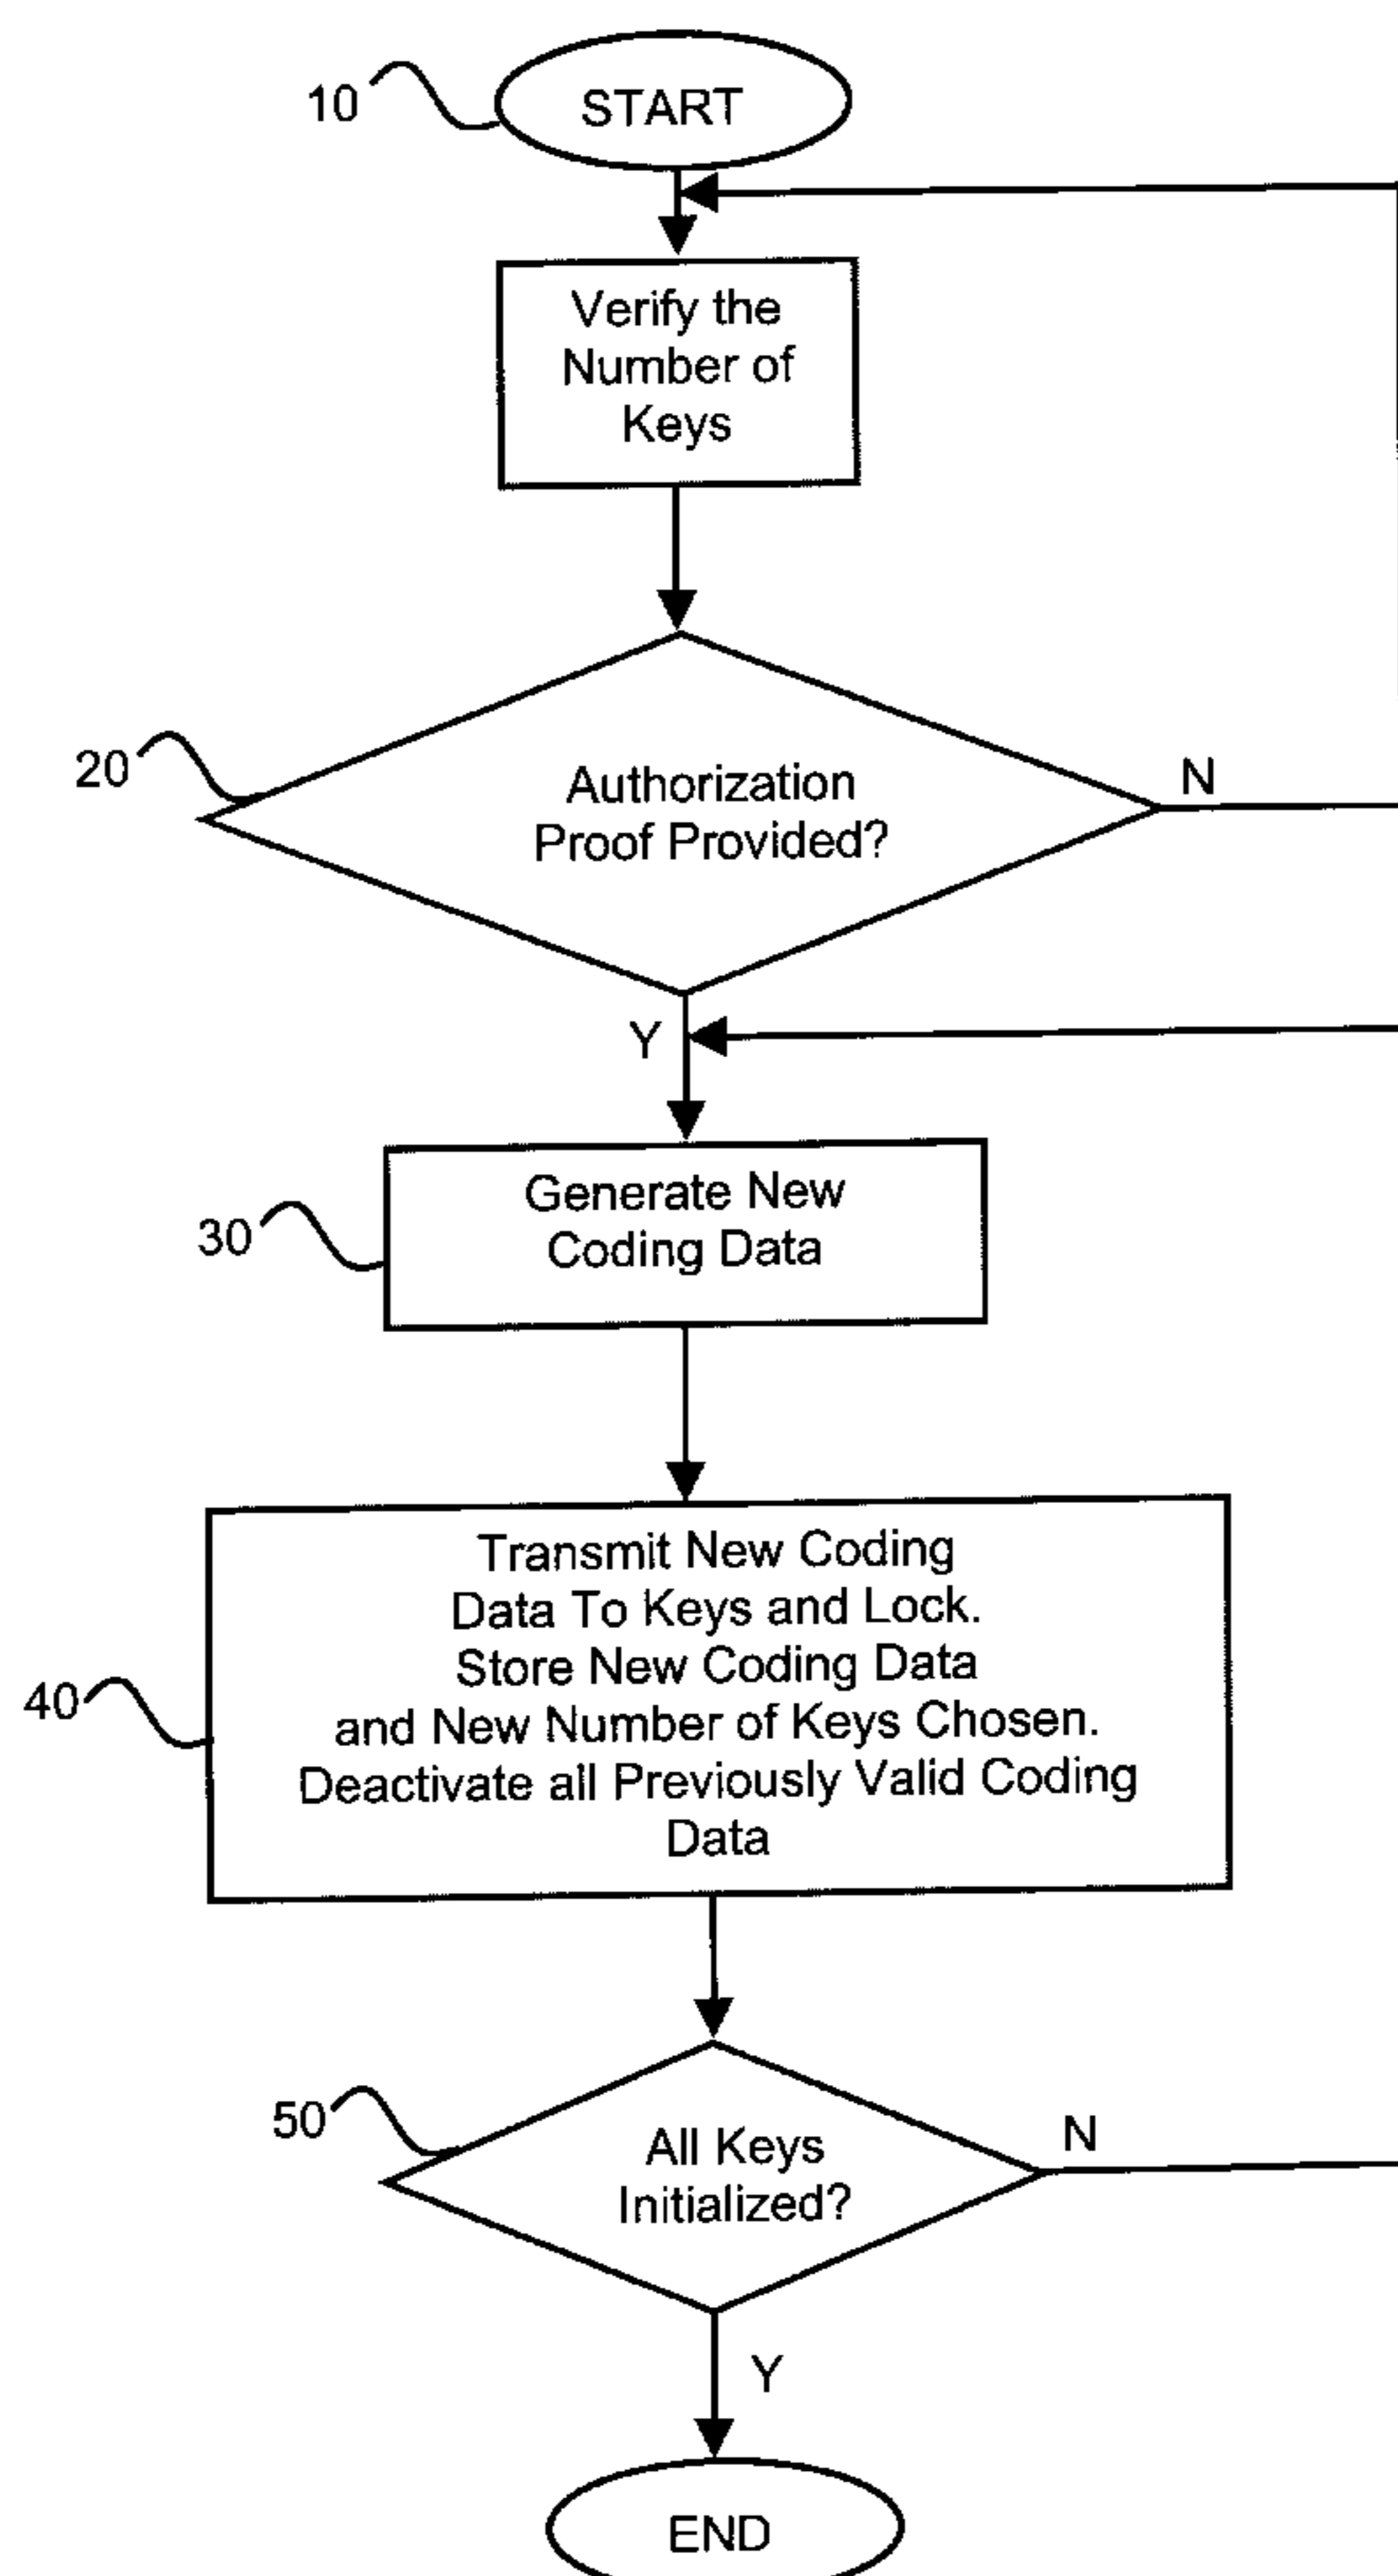 10
START
Verify the
Number of
Keys
20
Authorization
Proof Provided?
N
Y
30
Generate New
Coding Data
40
Transmit New Coding
Data To Keys and Lock.
Store New Coding Data
and New Number of Keys Chosen.
Deactivate all Previously Valid Coding
Data
50
All Keys
Initialized?
N
Y
END